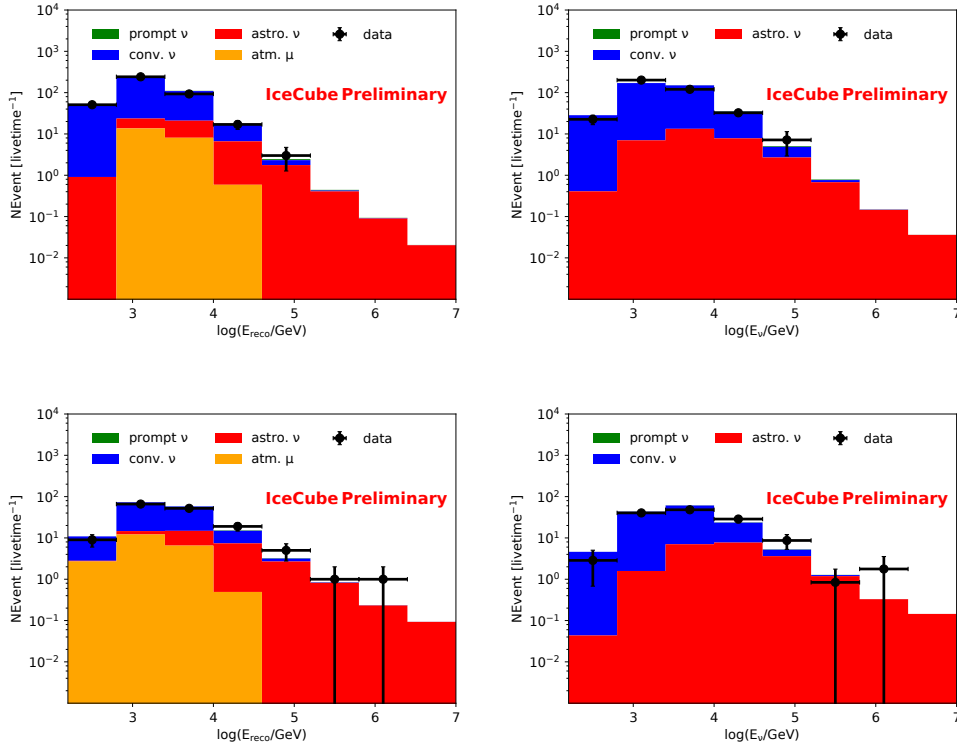 10⁴
10³
10²
10¹
10⁰
10⁻¹
10⁻²
NEvent [livetime⁻¹]
prompt ν
conv. ν
astro. ν
atm. μ
data
IceCube Preliminary
3 4 5 6 7
log(E_reco/GeV)
10⁴
10³
10²
10¹
10⁰
10⁻¹
10⁻²
NEvent [livetime⁻¹]
prompt ν
conv. ν
astro. ν
data
IceCube Preliminary
3 4 5 6 7
log(E_ν/GeV)
10⁴
10³
10²
10¹
10⁰
10⁻¹
10⁻²
NEvent [livetime⁻¹]
prompt ν
conv. ν
astro. ν
atm. μ
data
IceCube Preliminary
3 4 5 6 7
log(E_reco/GeV)
10⁴
10³
10²
10¹
10⁰
10⁻¹
10⁻²
NEvent [livetime⁻¹]
prompt ν
conv. ν
astro. ν
data
IceCube Preliminary
3 4 5 6 7
log(E_ν/GeV)